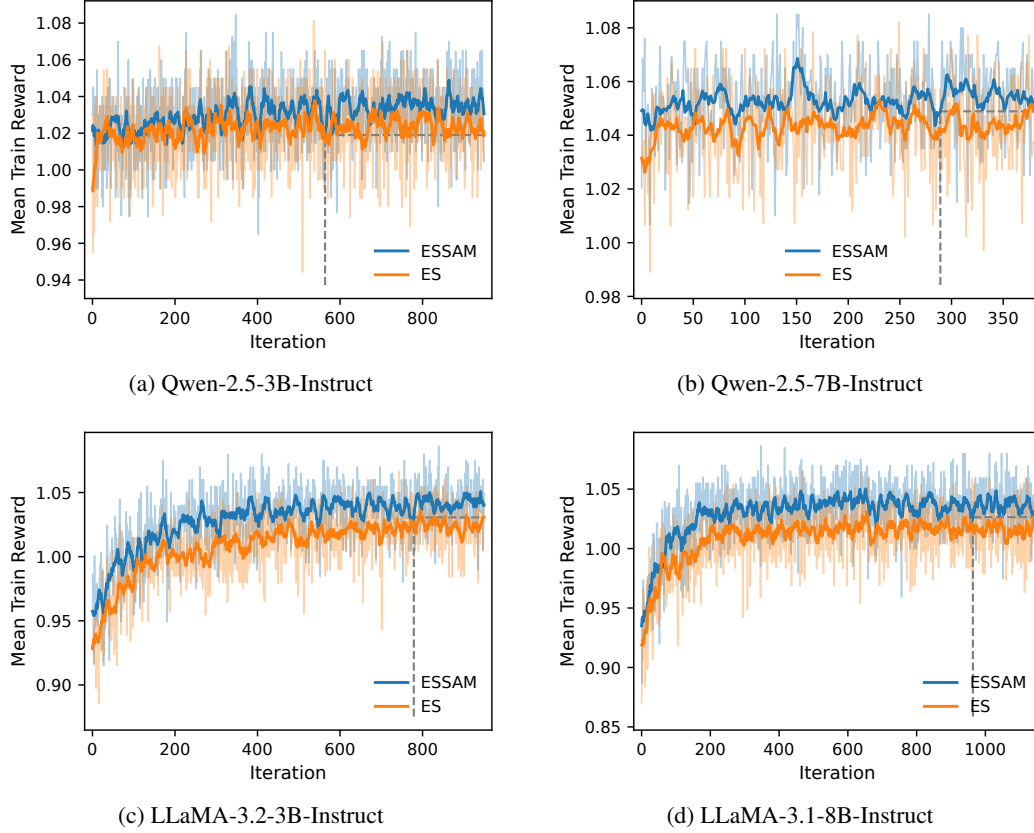 1.08
1.06
1.04
1.02
1.00
0.98
0.96
0.94
Mean Train Reward
ESSAM
ES
0 200 400 600 800
Iteration
(a) Qwen-2.5-3B-Instruct
1.08
1.06
1.04
1.02
1.00
0.98
Mean Train Reward
ESSAM
ES
0 50 100 150 200 250 300 350
Iteration
(b) Qwen-2.5-7B-Instruct
1.05
1.00
0.95
0.90
Mean Train Reward
ESSAM
ES
0 200 400 600 800
Iteration
(c) LLaMA-3.2-3B-Instruct
1.05
1.00
0.95
0.90
0.85
Mean Train Reward
ESSAM
ES
0 200 400 600 800 1000
Iteration
(d) LLaMA-3.1-8B-Instruct